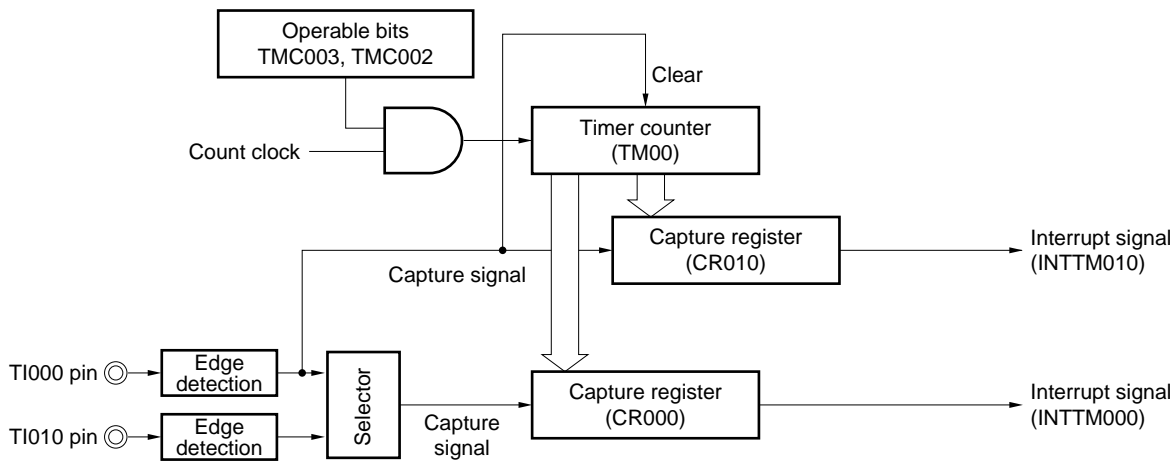 Operable bits
TMC003, TMC002
Clear
Timer counter
(TM00)
Count clock
Capture register
(CR010)
Interrupt signal
(INTTM010)
Capture signal
TI000 pin
Edge
detection
Selector
Capture register
(CR000)
Interrupt signal
(INTTM000)
TI010 pin
Edge
detection
Capture
signal